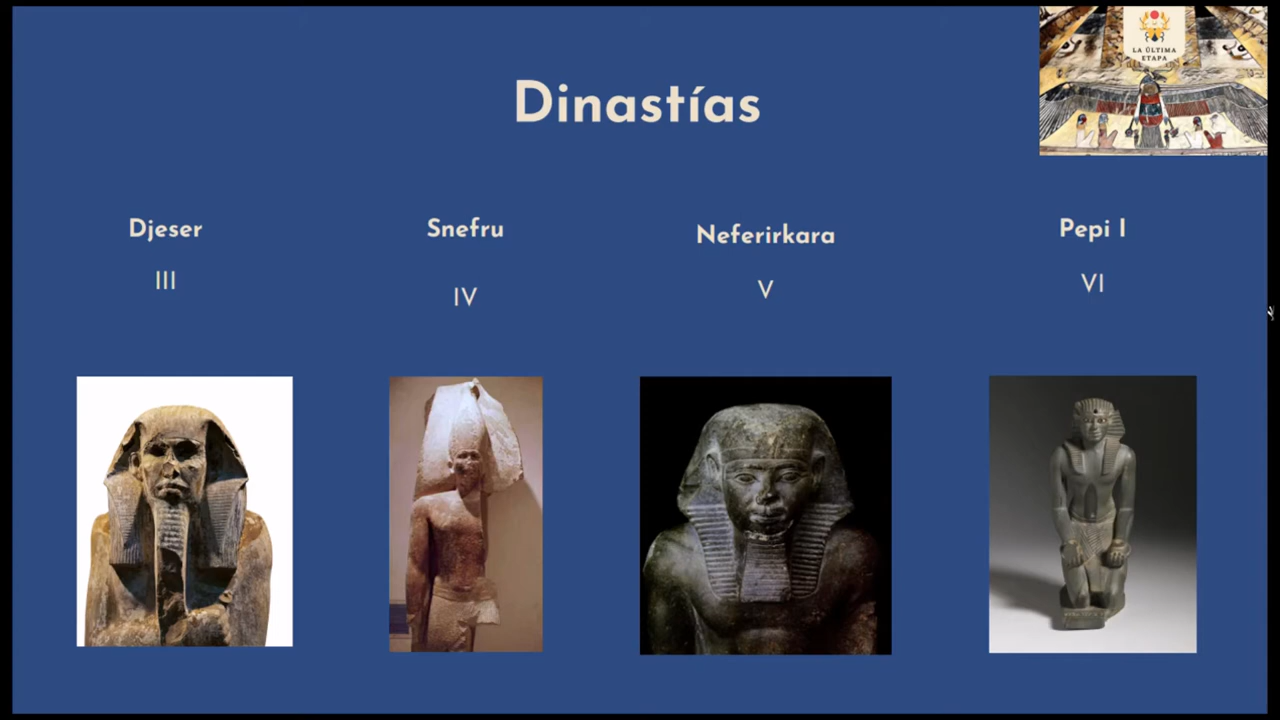 LA ÚLTIMA
ETAPA
Dinastías
Djeser
III
Snefru
IV
Neferirkara
V
Pepi I
VI